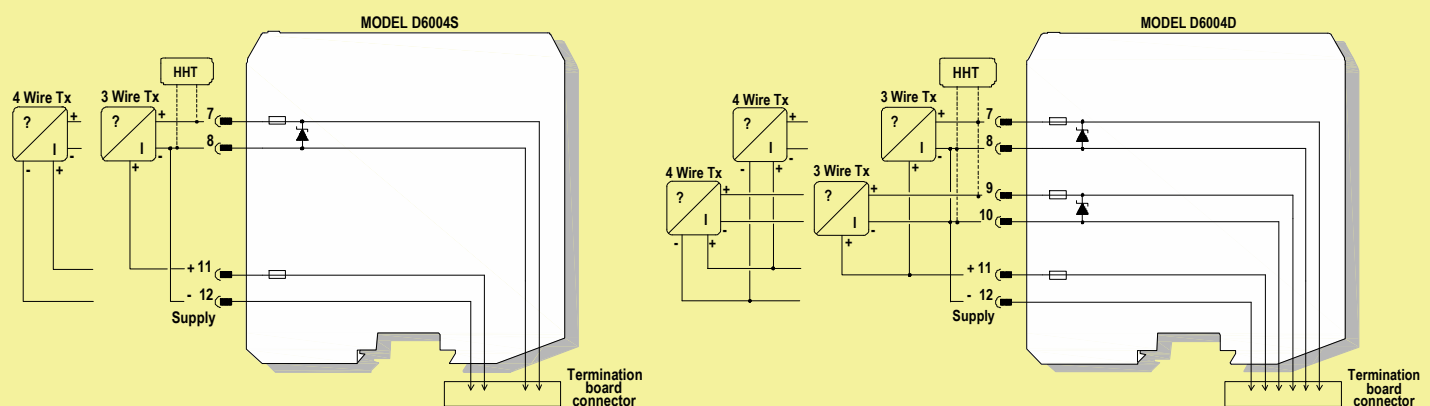 MODEL D6004S
HHT
4 Wire Tx
3 Wire Tx
? I + -
- +
? I + -
+
7
8
+ 11
- 12
Supply
Termination
board
connector
MODEL D6004D
HHT
4 Wire Tx
3 Wire Tx
? I + -
- +
? I + -
+
7
8
4 Wire Tx
3 Wire Tx
? I + -
- +
? I + -
+
9
10
+ 11
- 12
Supply
Termination
board
connector